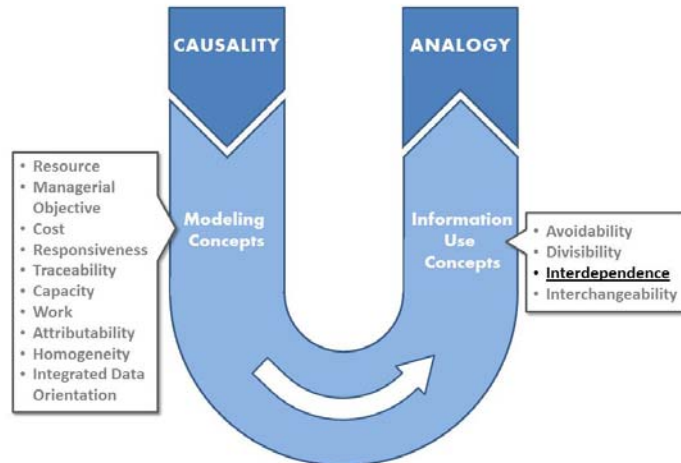 CAUSALITY
ANALOGY
• Resource
• Managerial
Objective
• Cost
• Responsiveness
• Traceability
• Capacity
• Work
• Attributability
• Homogeneity
• Integrated Data
Orientation
Modeling
Concepts
Information
Use
Concepts
• Avoidability
• Divisibility
• Interdependence
• Interchangeability